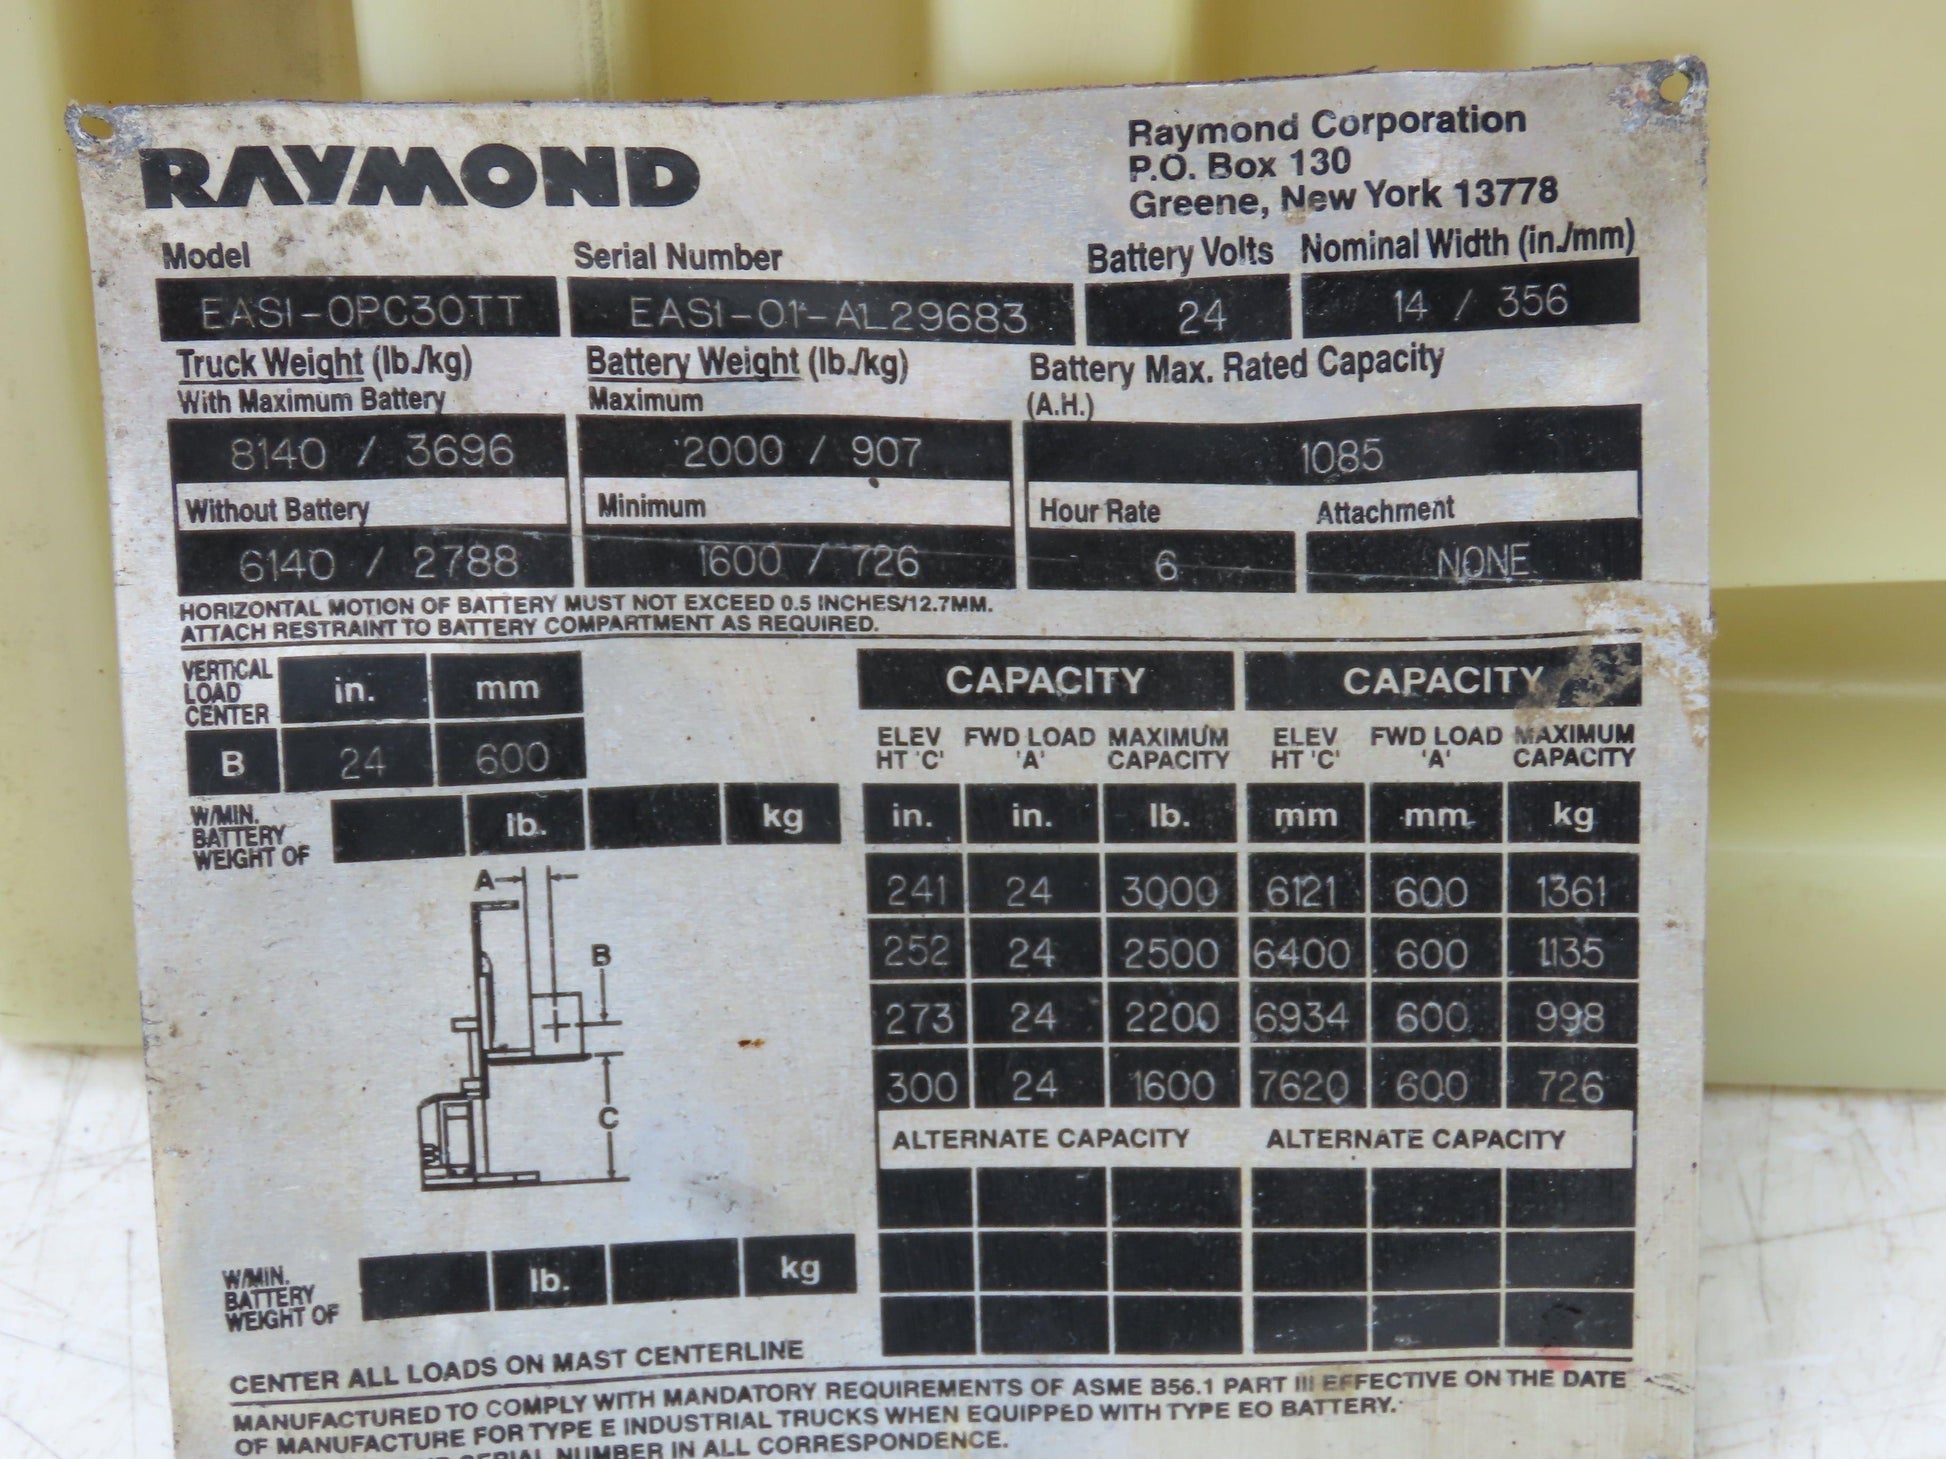 RAYMOND
Raymond Corporation
P.O. Box 130
Greene, New York 13778
Model Serial Number Battery Volts Nominal Width (in./mm)
EASI-OPC30TT EASI-01-AL29683 24 14 / 356
Truck Weight (lb./kg) Battery Weight (lb./kg) Battery Max. Rated Capacity
With Maximum Battery Maximum (A.H.)
8140 / 3696 2000 / 907 1085
Without Battery Minimum Hour Rate Attachment
6140 / 2788 1600 / 726 6 NONE
HORIZONTAL MOTION OF BATTERY MUST NOT EXCEED 0.5 INCHES/12.7MM.
ATTACH RESTRAINT TO BATTERY COMPARTMENT AS REQUIRED.
VERTICAL
LOAD
CENTER
in. mm
B 24 600
W/MIN.
BATTERY
WEIGHT OF
lb. kg
A
B
C
W/MIN.
BATTERY
WEIGHT OF
lb. kg
CAPACITY CAPACITY
ELEV FWD LOAD MAXIMUM ELEV FWD LOAD MAXIMUM
HT 'C' 'A' CAPACITY HT 'C' 'A' CAPACITY
in. in. lb. mm mm kg
241 24 3000 6121 600 1361
252 24 2500 6400 600 1135
273 24 2200 6934 600 998
300 24 1600 7620 600 726
ALTERNATE CAPACITY ALTERNATE CAPACITY
CENTER ALL LOADS ON MAST CENTERLINE
MANUFACTURED TO COMPLY WITH MANDATORY REQUIREMENTS OF ASME B56.1 PART III EFFECTIVE ON THE DATE
OF MANUFACTURE FOR TYPE E INDUSTRIAL TRUCKS WHEN EQUIPPED WITH TYPE EO BATTERY.
SERIAL NUMBER IN ALL CORRESPONDENCE.